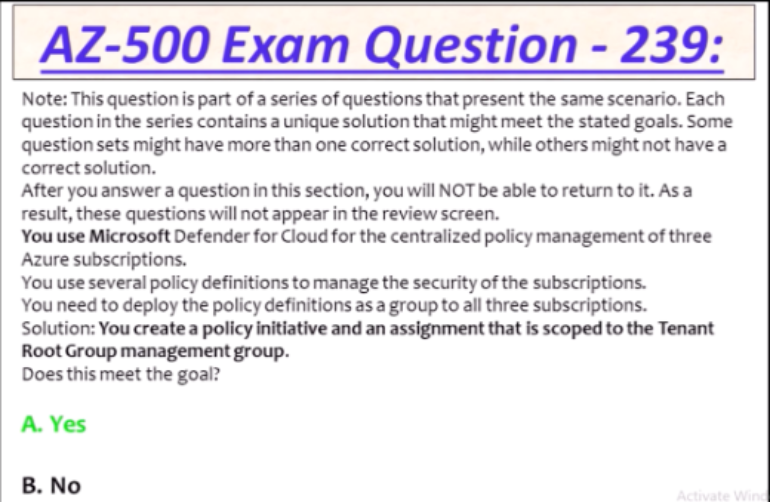 AZ-500 Exam Question - 239:
Note: This question is part of a series of questions that present the same scenario. Each
question in the series contains a unique solution that might meet the stated goals. Some
question sets might have more than one correct solution, while others might not have a
correct solution.
After you answer a question in this section, you will NOT be able to return to it. As a
result, these questions will not appear in the review screen.
You use Microsoft Defender for Cloud for the centralized policy management of three
Azure subscriptions.
You use several policy definitions to manage the security of the subscriptions.
You need to deploy the policy definitions as a group to all three subscriptions.
Solution: You create a policy initiative and an assignment that is scoped to the Tenant
Root Group management group.
Does this meet the goal?
A. Yes
B. No
Activate Wind